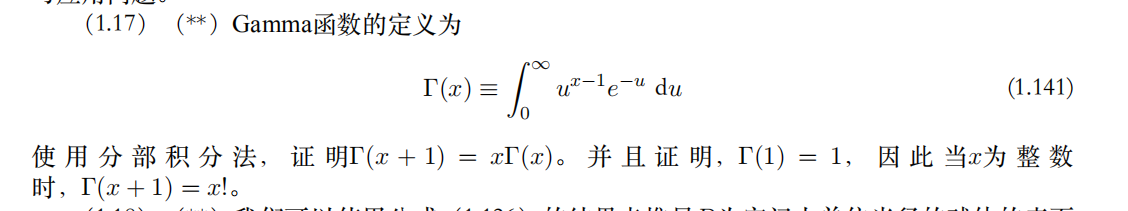 (1.17) (**) Gamma函数的定义为
Γ(x) ≡ ∫₀^∞ u^{x−1}e^{−u} du (1.141)
使用分部积分法，证明Γ(x + 1) = xΓ(x)。并且证明，Γ(1) = 1，因此当x为整数
时，Γ(x + 1) = x!。